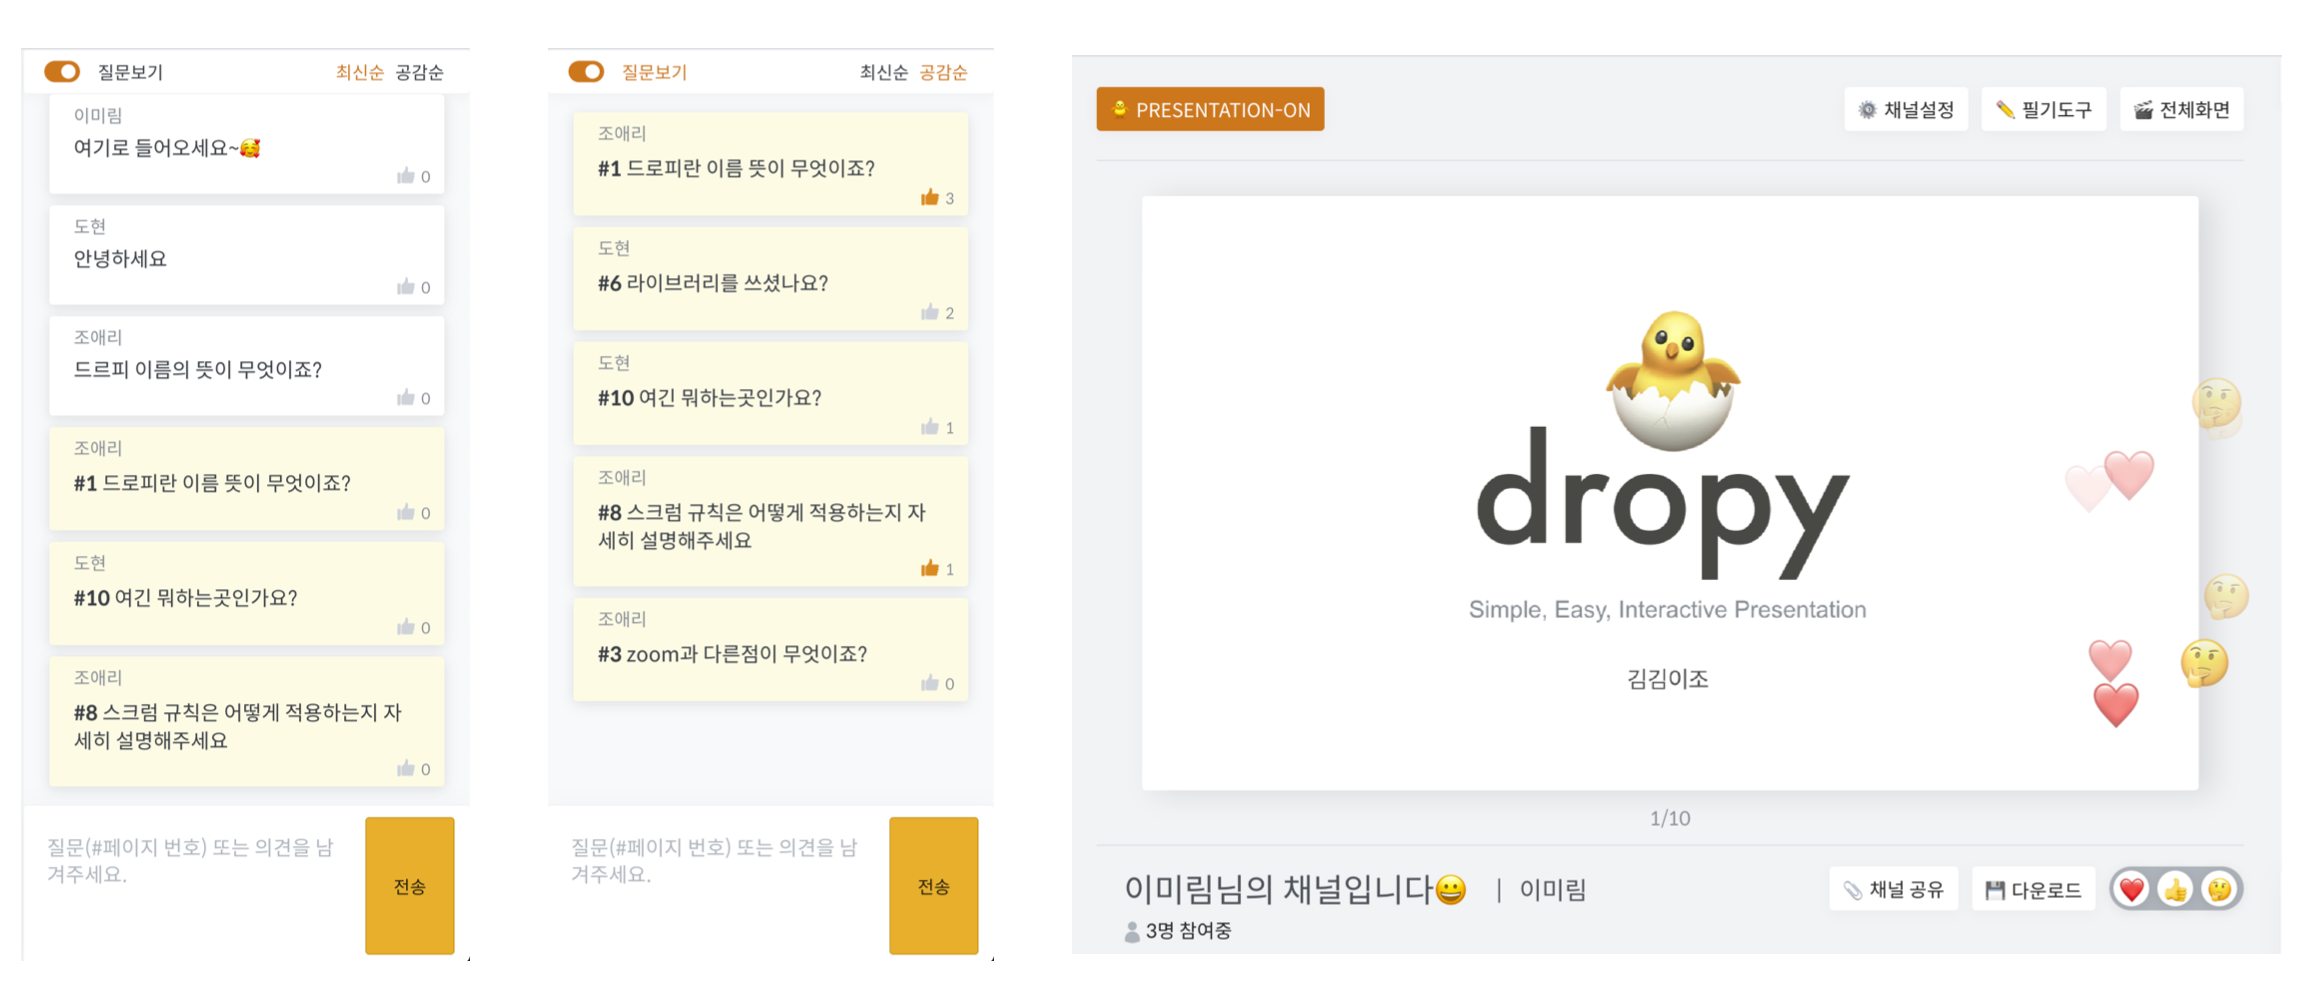 질문보기 최신순 공감순
이미림
여기로 들어오세요~🥰
0
도현
안녕하세요
0
조애리
드르피 이름의 뜻이 무엇이죠?
0
조애리
#1 드로피란 이름 뜻이 무엇이죠?
0
도현
#10 여긴 뭐하는곳인가요?
0
조애리
#8 스크럼 규칙은 어떻게 적용하는지 자
세히 설명해주세요
0
질문(#페이지 번호) 또는 의견을 남
겨주세요.
전송
질문보기 최신순 공감순
조애리
#1 드로피란 이름 뜻이 무엇이죠?
3
도현
#6 라이브러리를 쓰셨나요?
2
도현
#10 여긴 뭐하는곳인가요?
1
조애리
#8 스크럼 규칙은 어떻게 적용하는지 자
세히 설명해주세요
1
조애리
#3 zoom과 다른점이 무엇이죠?
0
질문(#페이지 번호) 또는 의견을 남
겨주세요.
전송
PRESENTATION-ON 채널설정 필기도구 전체화면
dropy
Simple, Easy, Interactive Presentation
김김이조
1/10
이미림님의 채널입니다😀 | 이미림
채널 공유 다운로드
3명 참여중